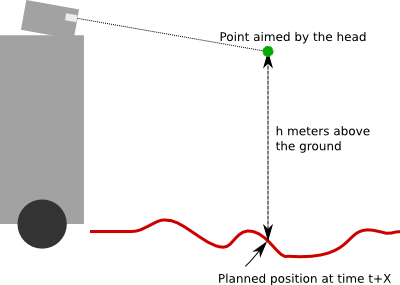 Point aimed by the head
h meters above
the ground
Planned position at time t+X